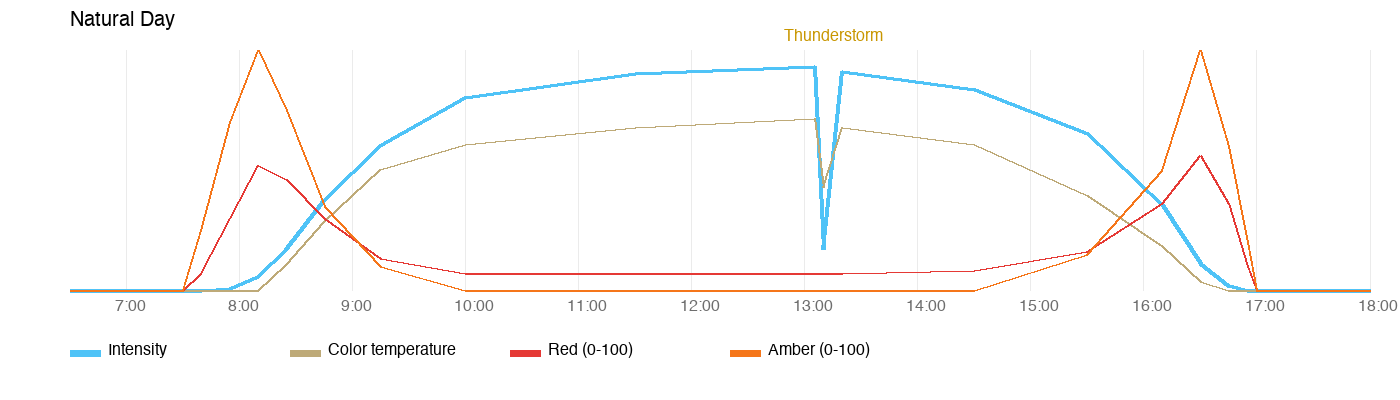 Natural Day
Thunderstorm
7:00 8:00 9:00 10:00 11:00 12:00 13:00 14:00 15:00 16:00 17:00 18:00
Intensity Color temperature Red (0-100) Amber (0-100)